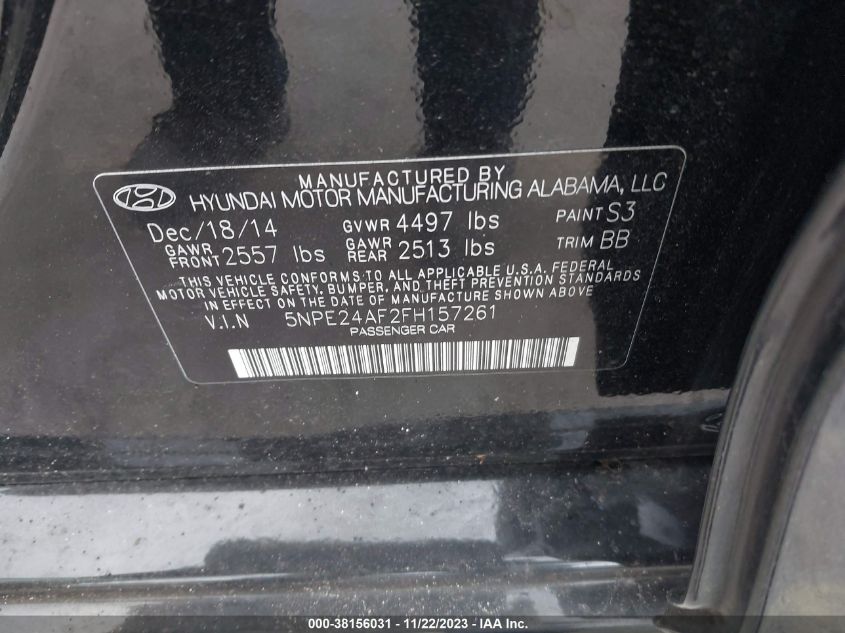 MANUFACTURED BY
HYUNDAI MOTOR MANUFACTURING ALABAMA, LLC
Dec/18/14 GVWR 4497 lbs PAINT S3
GAWR FRONT 2557 lbs GAWR REAR 2513 lbs TRIM BB
THIS VEHICLE CONFORMS TO ALL APPLICABLE U.S.A. FEDERAL
MOTOR VEHICLE SAFETY, BUMPER, AND THEFT PREVENTION STANDARDS
IN EFFECT ON THE DATE OF MANUFACTURE SHOWN ABOVE
V.I.N 5NPE24AF2FH157261
PASSENGER CAR
000-38156031 - 11/22/2023 - IAA Inc.